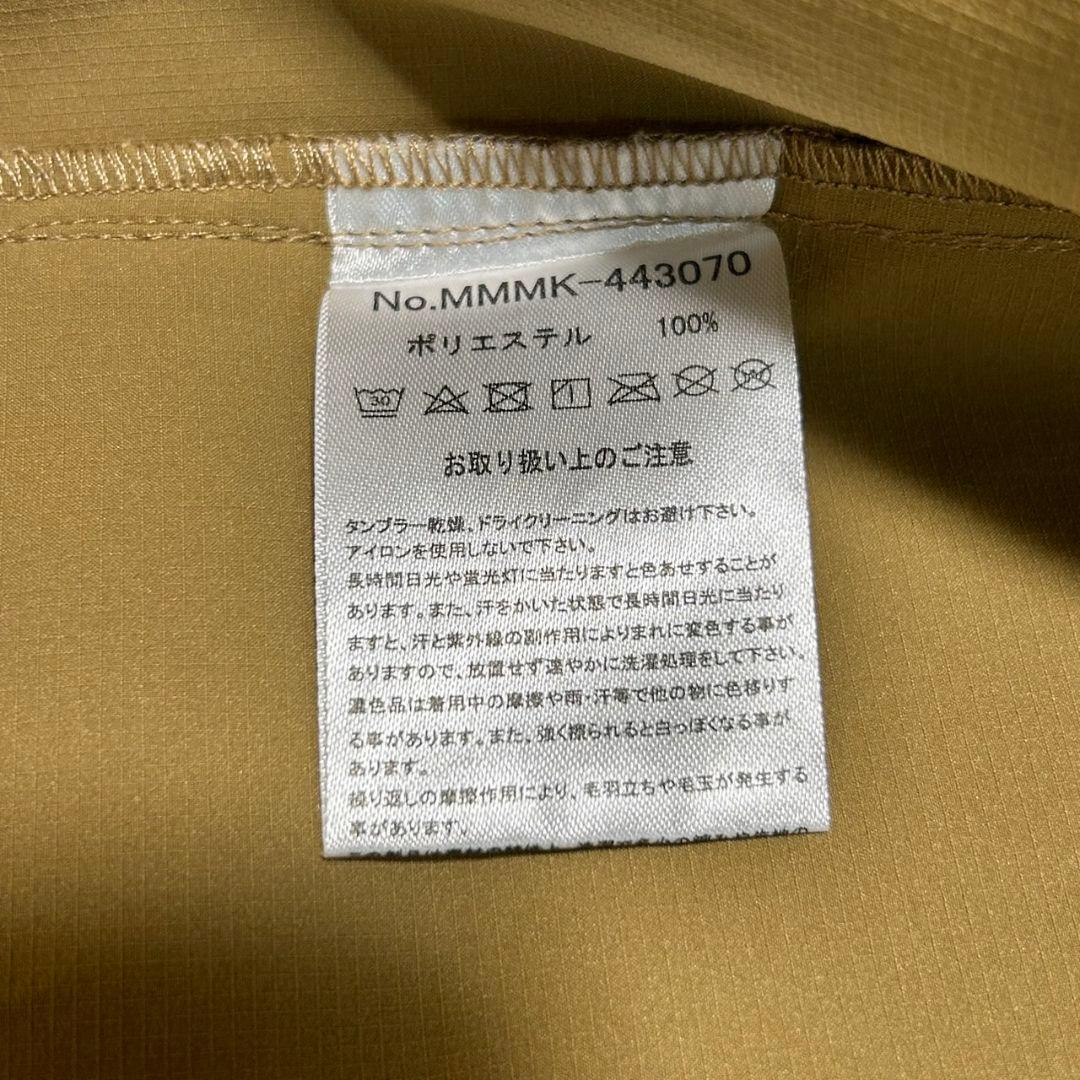 No.MMMK-443070
ポリエステル 100%
30
お取り扱い上のご注意
タンブラー乾燥、ドライクリーニングはお避け下さい。
アイロンを使用しないで下さい。
長時間日光や蛍光灯に当たりますと色あせすることが
あります。また、汗をかいた状態で長時間日光に当たり
ますと、汗と紫外線の副作用によりまれに変色する事が
ありますので、放置せず速やかに洗濯処理をして下さい。
濃色品は着用中の摩擦や雨・汗等で他の物に色移りす
る事があります。また、強く擦られると白っぽくなる事が
あります。
繰り返しの摩擦作用により、毛羽立ちや毛玉が発生する
事があります。